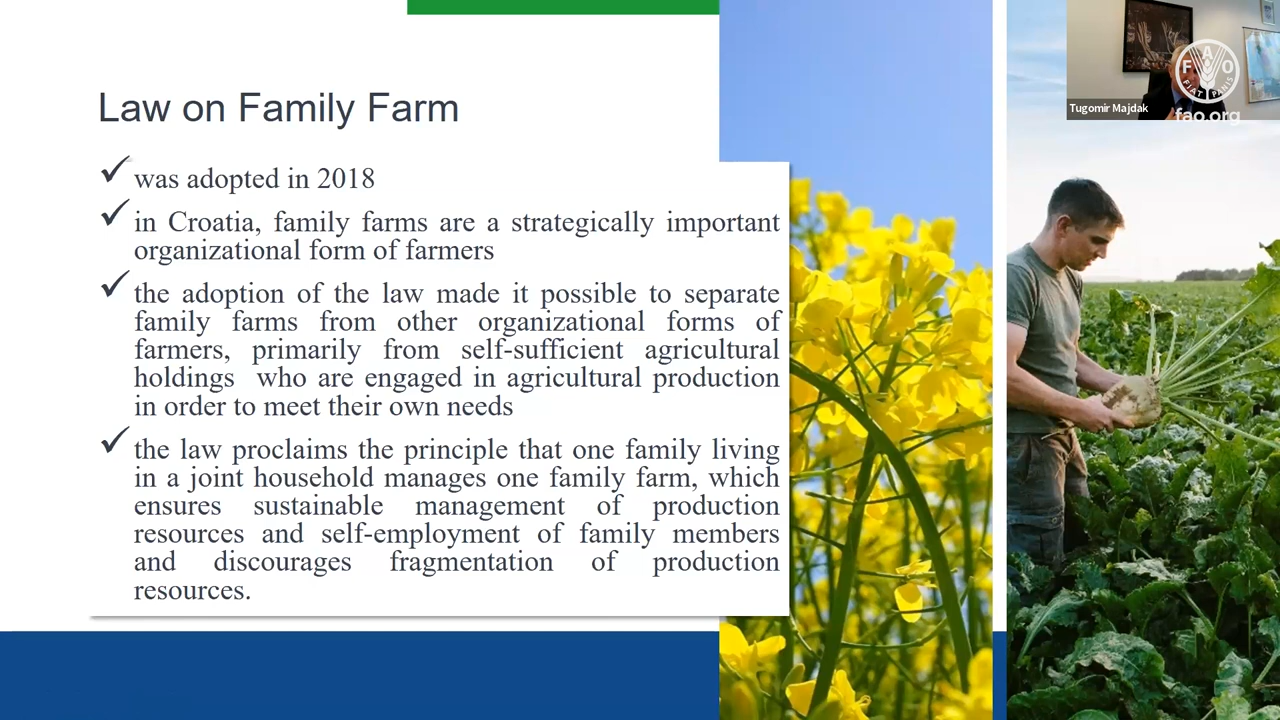 Law on Family Farm
✓ was adopted in 2018
✓ in Croatia, family farms are a strategically important
organizational form of farmers
✓ the adoption of the law made it possible to separate
family farms from other organizational forms of
farmers, primarily from self-sufficient agricultural
holdings who are engaged in agricultural production
in order to meet their own needs
✓ the law proclaims the principle that one family living
in a joint household manages one family farm, which
ensures sustainable management of production
resources and self-employment of family members
and discourages fragmentation of production
resources.
Tugomir Majdak
F A O
FIAT PANIS
fao.org